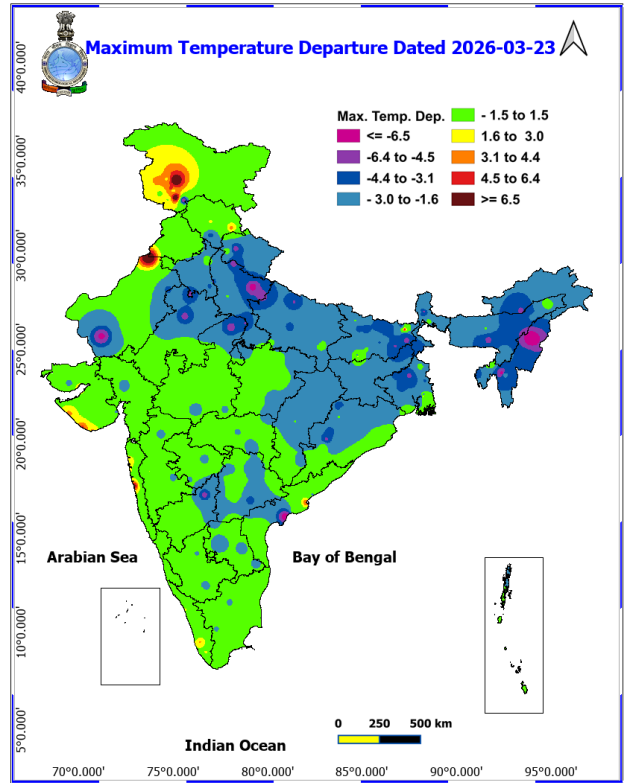 Maximum Temperature Departure Dated 2026-03-23
40°0.000'
35°0.000'
30°0.000'
25°0.000'
20°0.000'
15°0.000'
10°0.000'
5°0.000'
Max. Temp. Dep.
<= -6.5
-6.4 to -4.5
-4.4 to -3.1
- 3.0 to -1.6
- 1.5 to 1.5
1.6 to 3.0
3.1 to 4.4
4.5 to 6.4
>= 6.5
Arabian Sea
Bay of Bengal
Indian Ocean
0 250 500 km
70°0.000' 75°0.000' 80°0.000' 85°0.000' 90°0.000' 95°0.000'